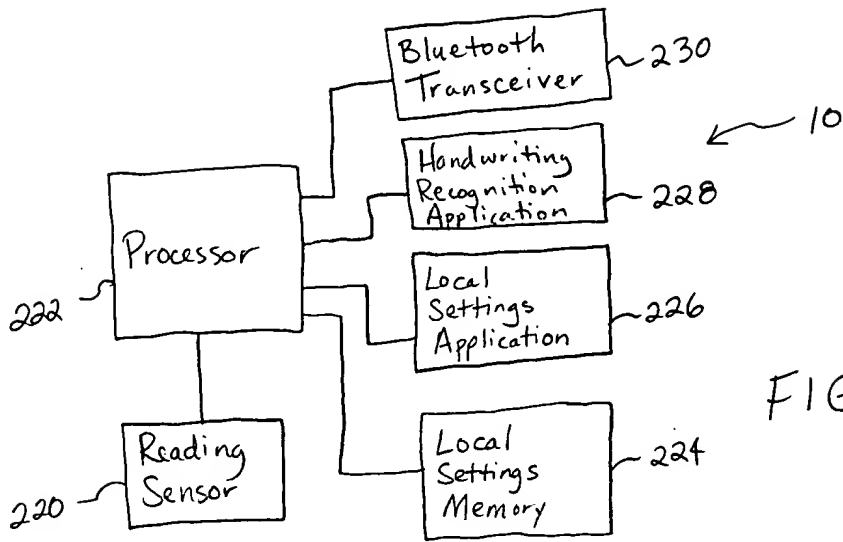 Bluetooth
Transceiver
230
10
Handwriting
Recognition
Application
228
Processor
222
Local
Settings
Application
226
FIG
Reading
Sensor
220
Local
Settings
Memory
224